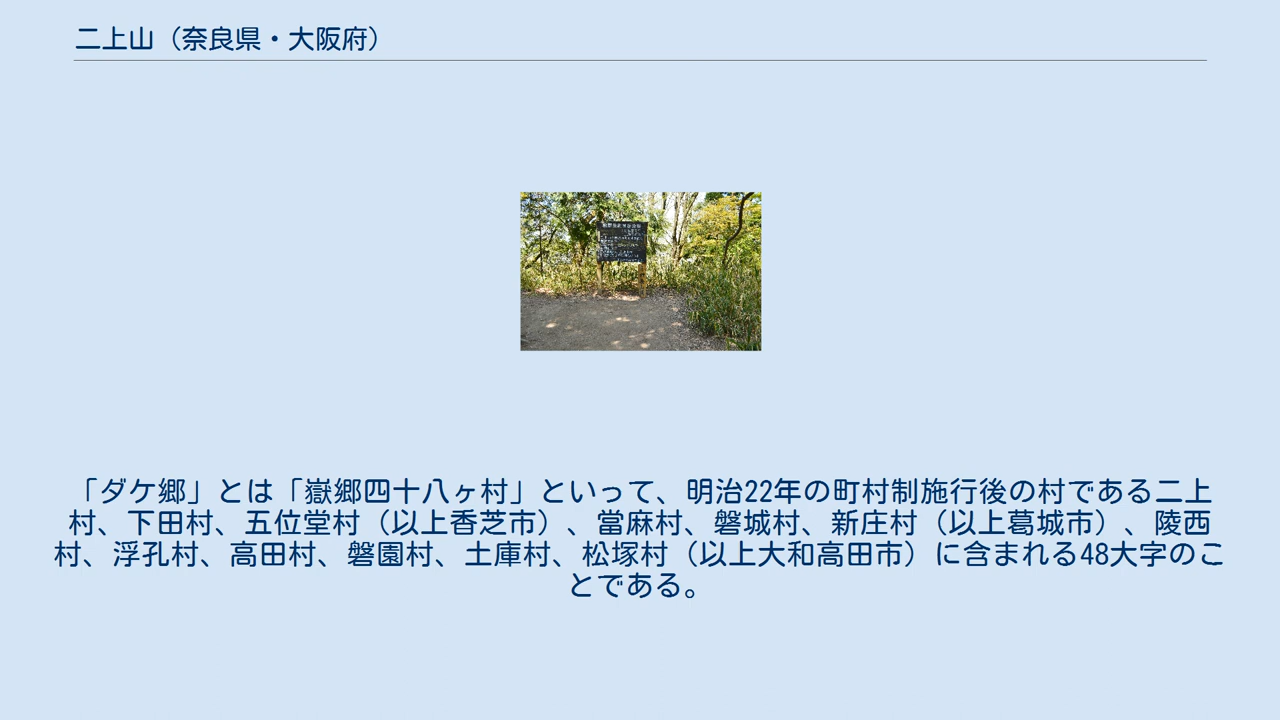 二上山（奈良県・大阪府）
「ダケ郷」とは「嶽郷四十八ヶ村」といって、明治22年の町村制施行後の村である二上
村、下田村、五位堂村（以上香芝市）、當麻村、磐城村、新庄村（以上葛城市）、陵西
村、浮孔村、高田村、磐園村、土庫村、松塚村（以上大和高田市）に含まれる48大字のこ
とである。